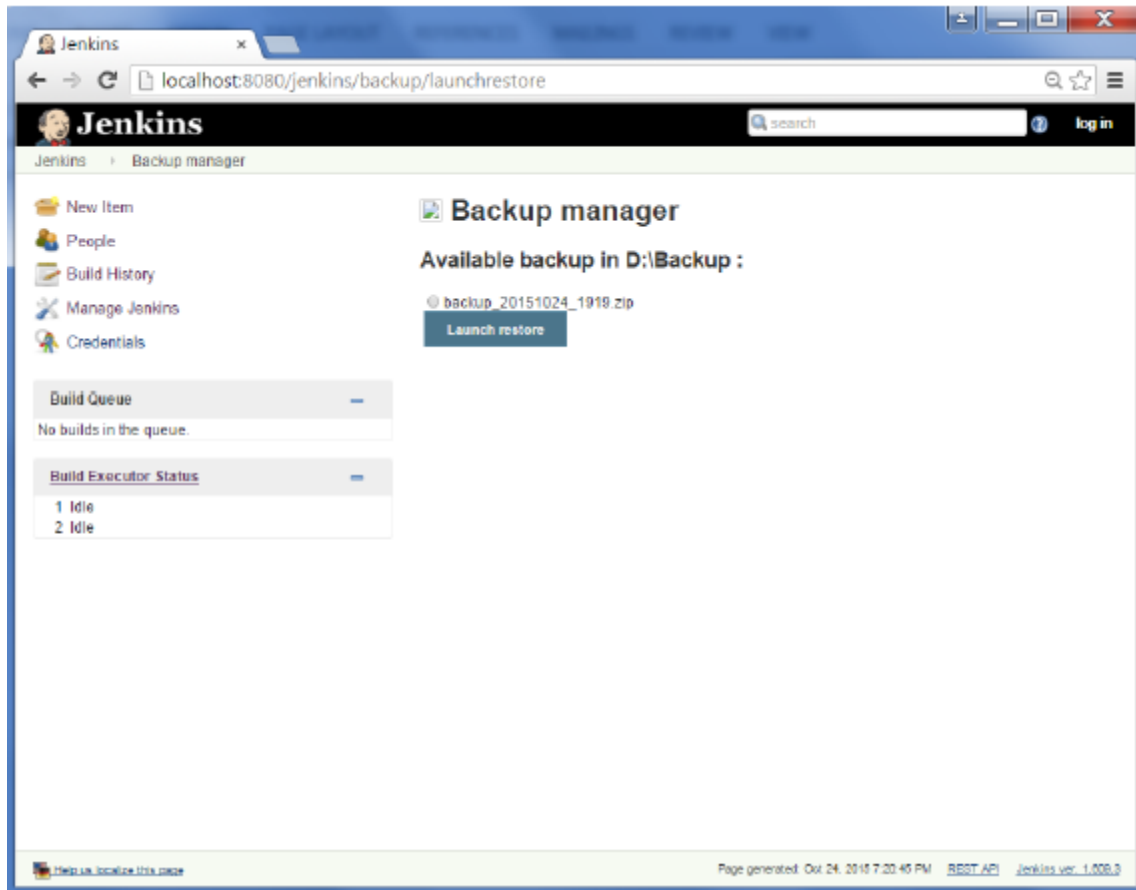 Jenkins
localhost:8080/jenkins/backup/launchrestore
Jenkins
search
log in
Jenkins
Backup manager
New Item
People
Build History
Manage Jenkins
Credentials
Build Queue
No builds in the queue.
Build Executor Status
1 Idle
2 Idle
Backup manager
Available backup in D:\Backup :
backup_20151024_1919.zip
Launch restore
Help us localize this page
Page generated: Oct 24, 2015 7:20:45 PM
REST API
Jenkins ver. 1.609.3